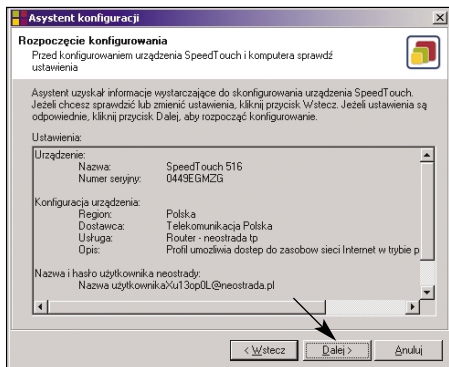 Asystent konfiguracji
Rozpoczęcie konfigurowania
Przed konfigurowaniem urządzenia SpeedTouch i komputera sprawdź
ustawienia
Asystent uzyskał informacje wystarczające do skonfigurowania urządzenia SpeedTouch.
Jeżeli chcesz sprawdzić lub zmienić ustawienia, kliknij przycisk Wstecz. Jeżeli ustawienia są
odpowiednie, kliknij przycisk Dalej, aby rozpocząć konfigurowanie.
Ustawienia:
Urządzenie:
Nazwa: SpeedTouch 516
Numer seryjny: 0449EGMZG
Konfiguracja urządzenia:
Region: Polska
Dostawca: Telekomunikacja Polska
Usługa: Router - neostrada tp
Opis: Profil umozliwia dostep do zasobow sieci Internet w trybie p
Nazwa i hasło użytkownika neostrady:
Nazwa użytkownikaXu13op0L@neostrada.pl
< Wstecz Dalej > Anuluj